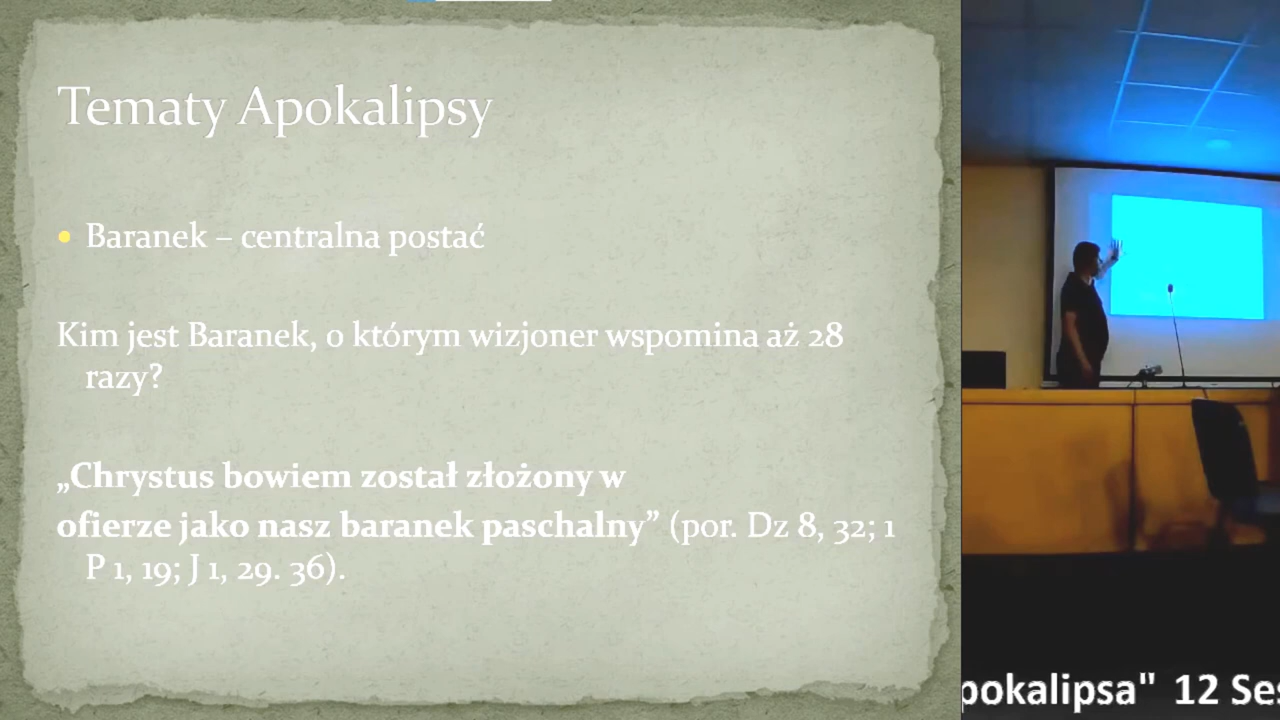 Tematy Apokalipsy
• Baranek – centralna postać
Kim jest Baranek, o którym wizjoner wspomina aż 28
razy?
„Chrystus bowiem został złożony w
ofierze jako nasz baranek paschalny” (por. Dz 8, 32; 1
P 1, 19; J 1, 29. 36).
pokalipsa" 12 Ses